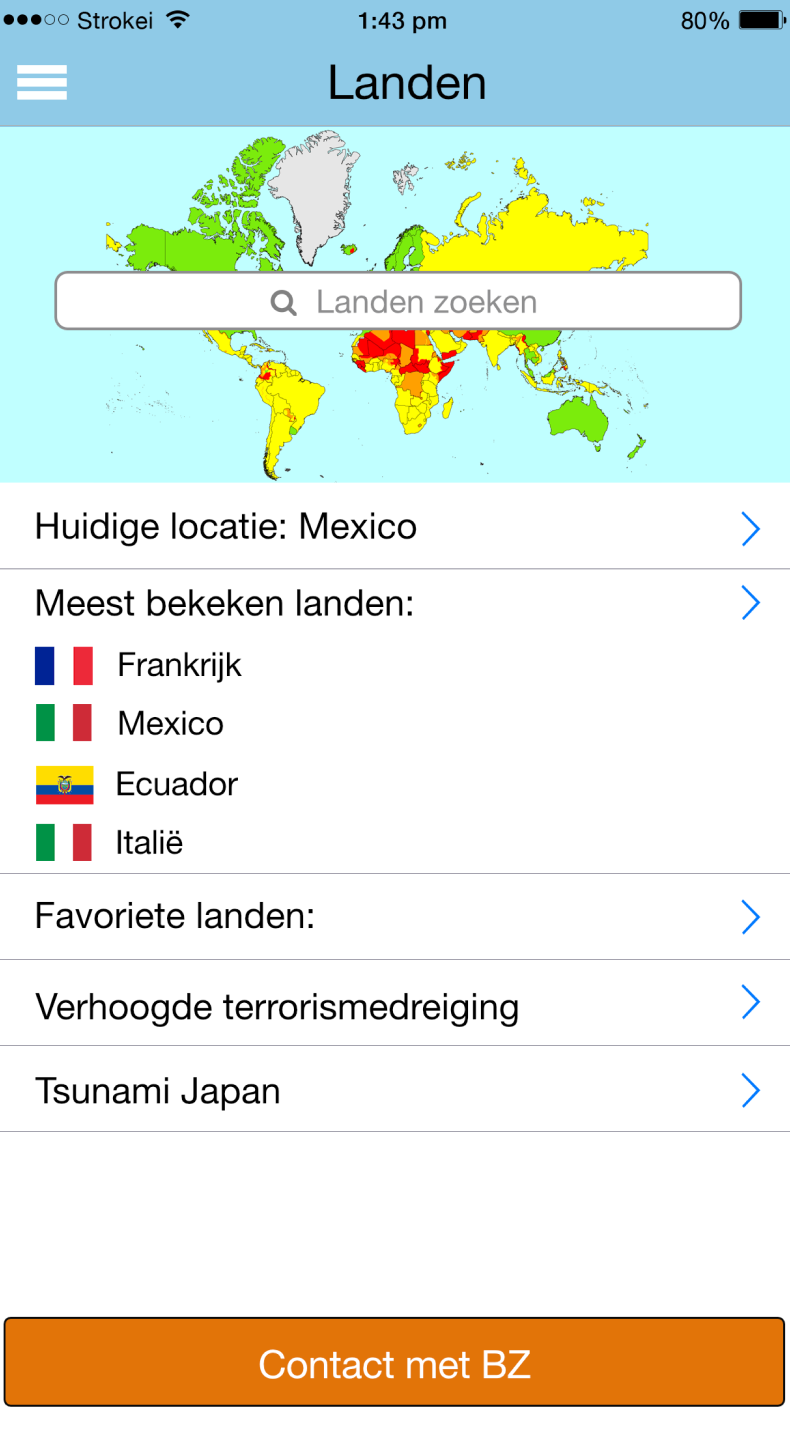 Strokei 1:43 pm 80%
Landen
Landen zoeken
Huidige locatie: Mexico
Meest bekeken landen:
Frankrijk
Mexico
Ecuador
Italië
Favoriete landen:
Verhoogde terrorismedreiging
Tsunami Japan
Contact met BZ